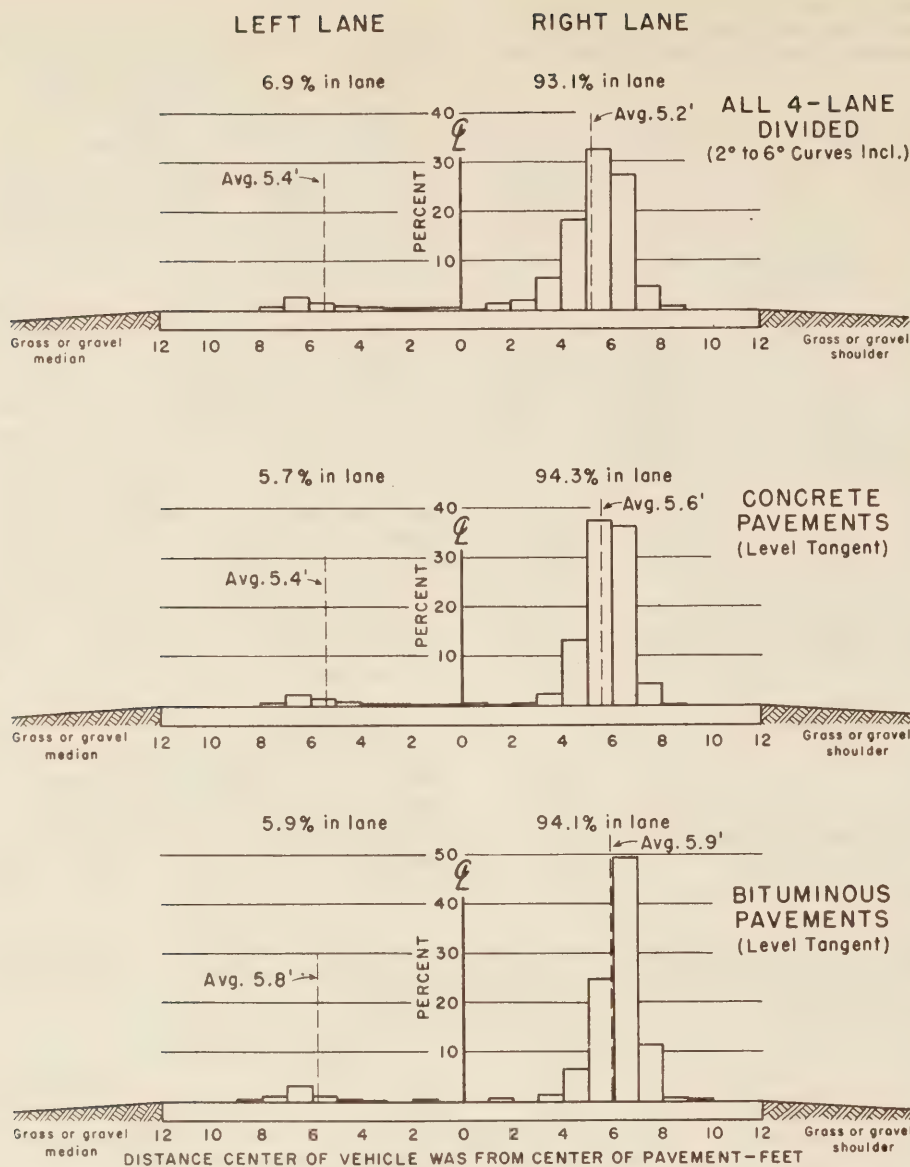 LEFT LANE RIGHT LANE
6.9% in lane 93.1% in lane
ALL 4-LANE
DIVIDED
(2° to 6° Curves Incl.)
Avg. 5.2'
Avg. 5.4'
40
30
20
10
PERCENT
℄
Grass or gravel
median
12 10 8 6 4 2 0 2 4 6 8 10 12
Grass or gravel
shoulder
5.7% in lane 94.3% in lane
CONCRETE
PAVEMENTS
(Level Tangent)
Avg. 5.6'
Avg. 5.4'
40
30
20
10
PERCENT
℄
Grass or gravel
median
12 10 8 6 4 2 0 2 4 6 8 10 12
Grass or gravel
shoulder
5.9% in lane 94.1% in lane
BITUMINOUS
PAVEMENTS
(Level Tangent)
Avg. 5.9'
Avg. 5.8'
50
40
30
20
10
PERCENT
℄
Grass or gravel
median
12 10 8 6 4 2 0 2 4 6 8 10 12
Grass or gravel
shoulder
DISTANCE CENTER OF VEHICLE WAS FROM CENTER OF PAVEMENT-FEET